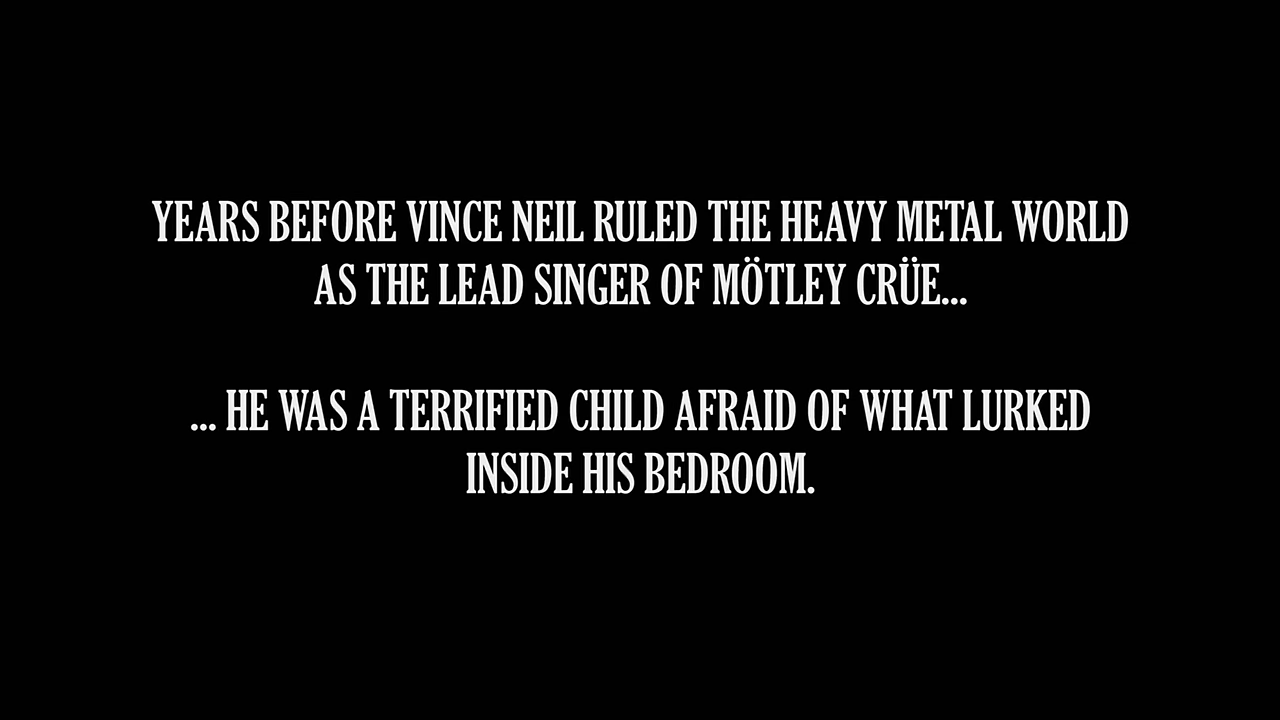 YEARS BEFORE VINCE NEIL RULED THE HEAVY METAL WORLD
AS THE LEAD SINGER OF MÖTLEY CRÜE...
... HE WAS A TERRIFIED CHILD AFRAID OF WHAT LURKED
INSIDE HIS BEDROOM.